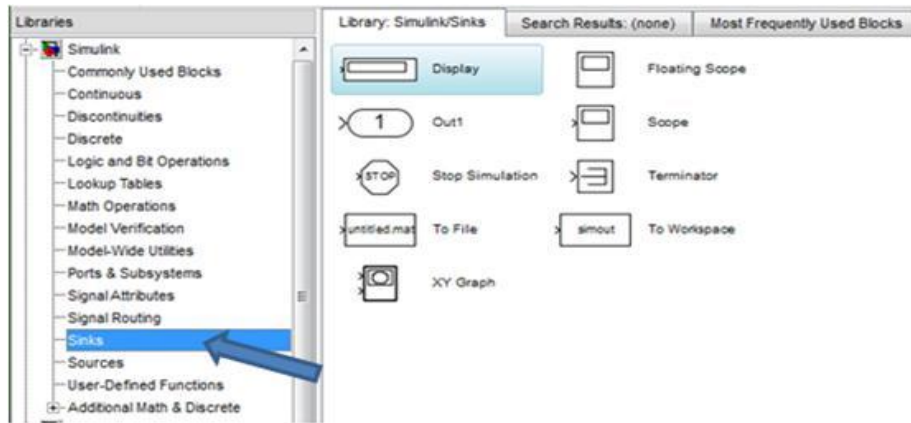 Libraries
Simulink
Commonly Used Blocks
Continuous
Discontinuities
Discrete
Logic and Bit Operations
Lookup Tables
Math Operations
Model Verification
Model-Wide Utilities
Ports & Subsystems
Signal Attributes
Signal Routing
Sinks
Sources
User-Defined Functions
Additional Math & Discrete
Library: Simulink/Sinks
Search Results: (none)
Most Frequently Used Blocks
Display
Floating Scope
1
Out1
Scope
STOP
Stop Simulation
Terminator
untitled.mat
To File
simout
To Workspace
XY Graph